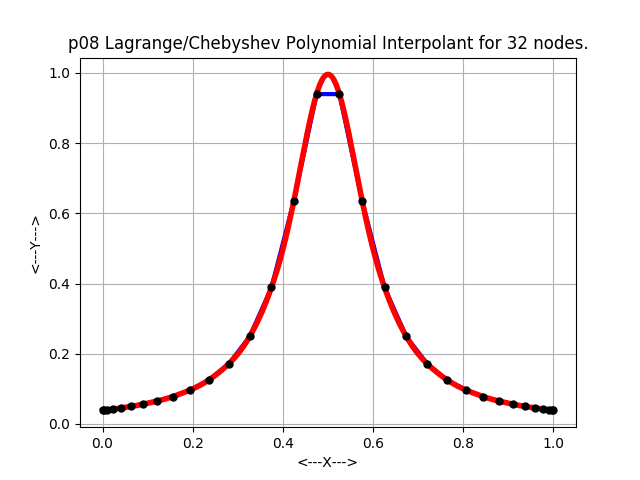 p08 Lagrange/Chebyshev Polynomial Interpolant for 32 nodes.
1.0
0.8
0.6
0.4
0.2
0.0
<---Y--->
0.0 0.2 0.4 0.6 0.8 1.0
<---X--->